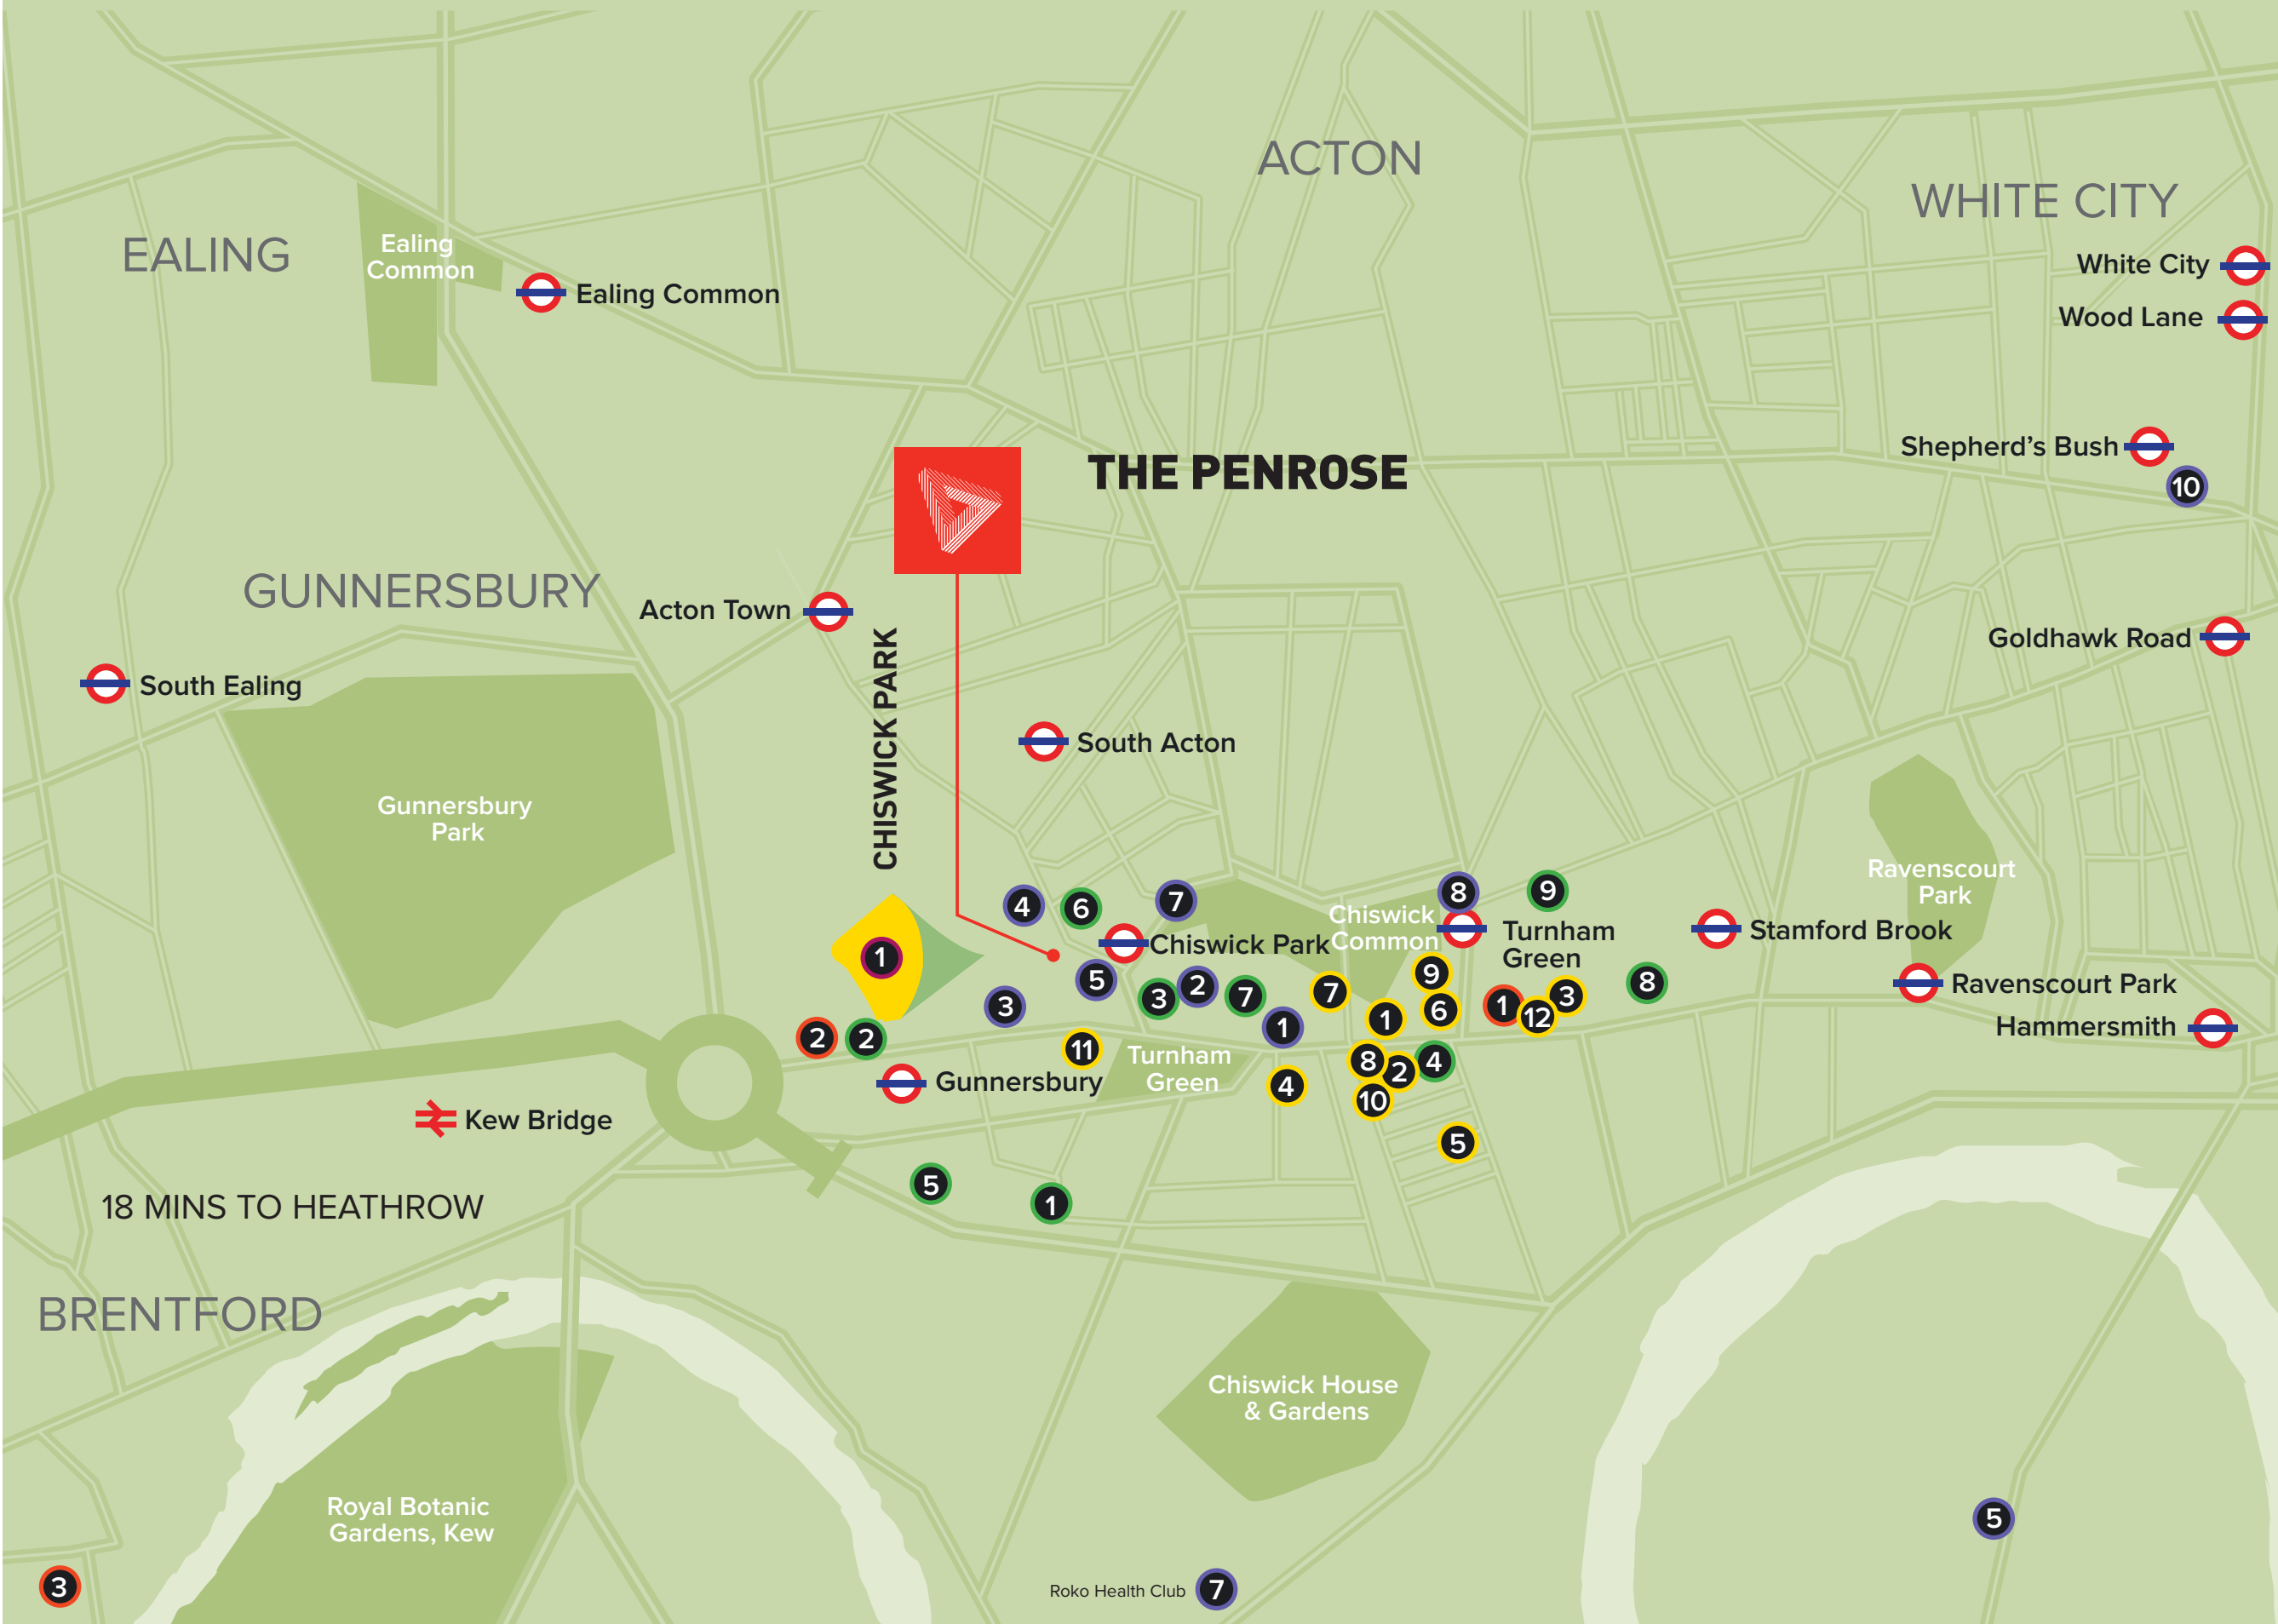 ACTON
WHITE CITY
EALING
Ealing
Common
White City
Ealing Common
Wood Lane
Shepherd’s Bush
THE PENROSE
10
GUNNERSBURY
Acton Town
CHISWICK PARK
Goldhawk Road
South Ealing
South Acton
Gunnersbury
Park
Ravenscourt
Park
4
6
7
8
9
Chiswick
Common
Chiswick Park
Turnham
Green
Stamford Brook
1
5
3
2
7
3
1
7
9
6
1
1
12
3
8
Ravenscourt Park
Hammersmith
2
2
11
Turnham
Green
8
2
4
4
10
Gunnersbury
Kew Bridge
5
5
1
18 MINS TO HEATHROW
BRENTFORD
Chiswick House
& Gardens
Royal Botanic
Gardens, Kew
5
3
Roko Health Club
7